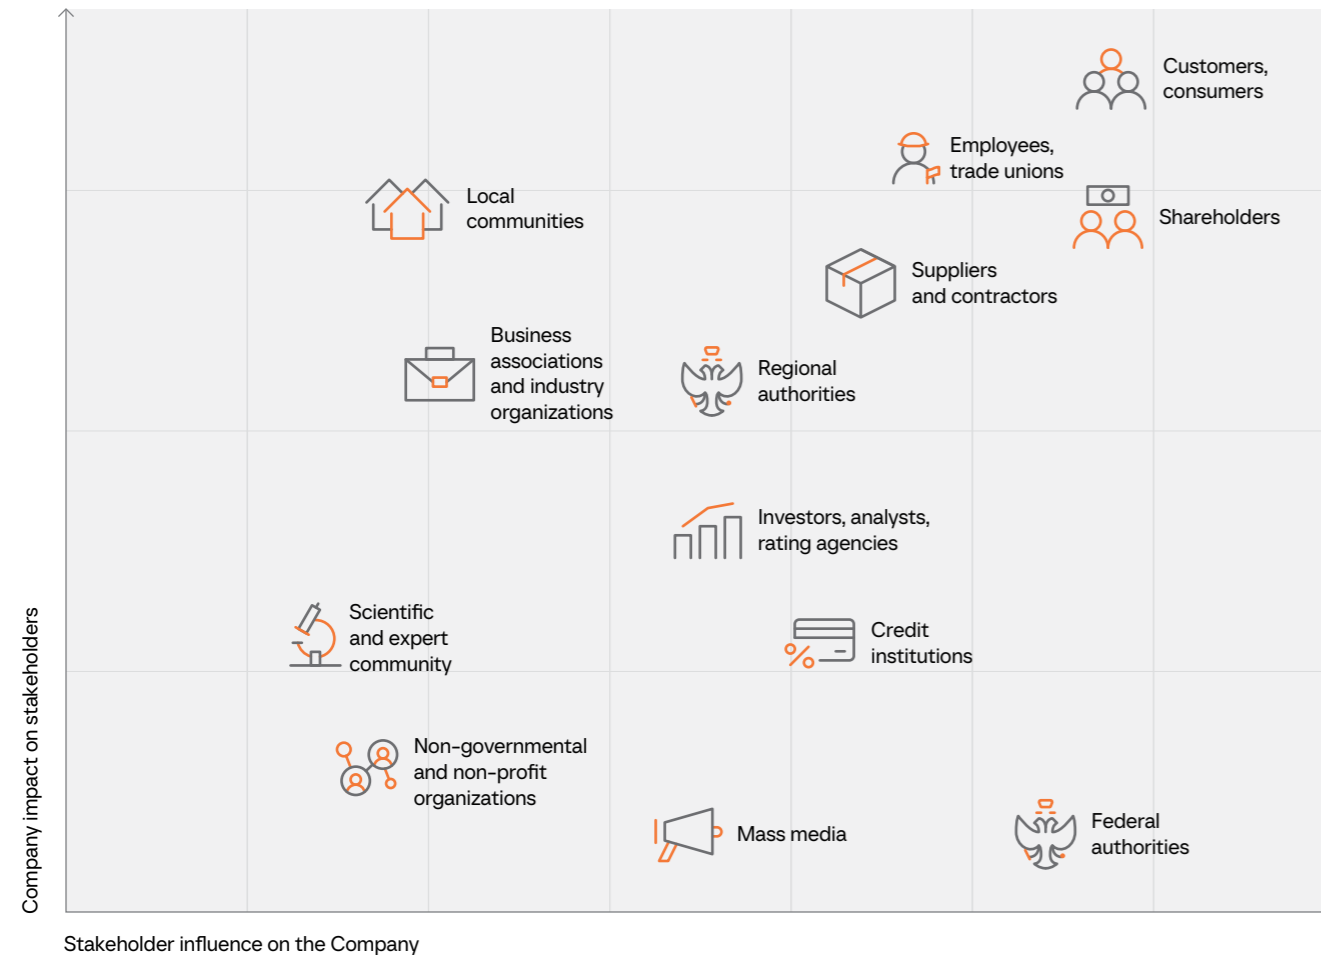 Customers,
consumers
Employees,
trade unions
Local
communities
Shareholders
Suppliers
and contractors
Business
associations
and industry
organizations
Regional
authorities
Investors, analysts,
rating agencies
Scientific
and expert
community
Credit
institutions
Non-governmental
and non-profit
organizations
Mass media
Federal
authorities
Company impact on stakeholders
Stakeholder influence on the Company